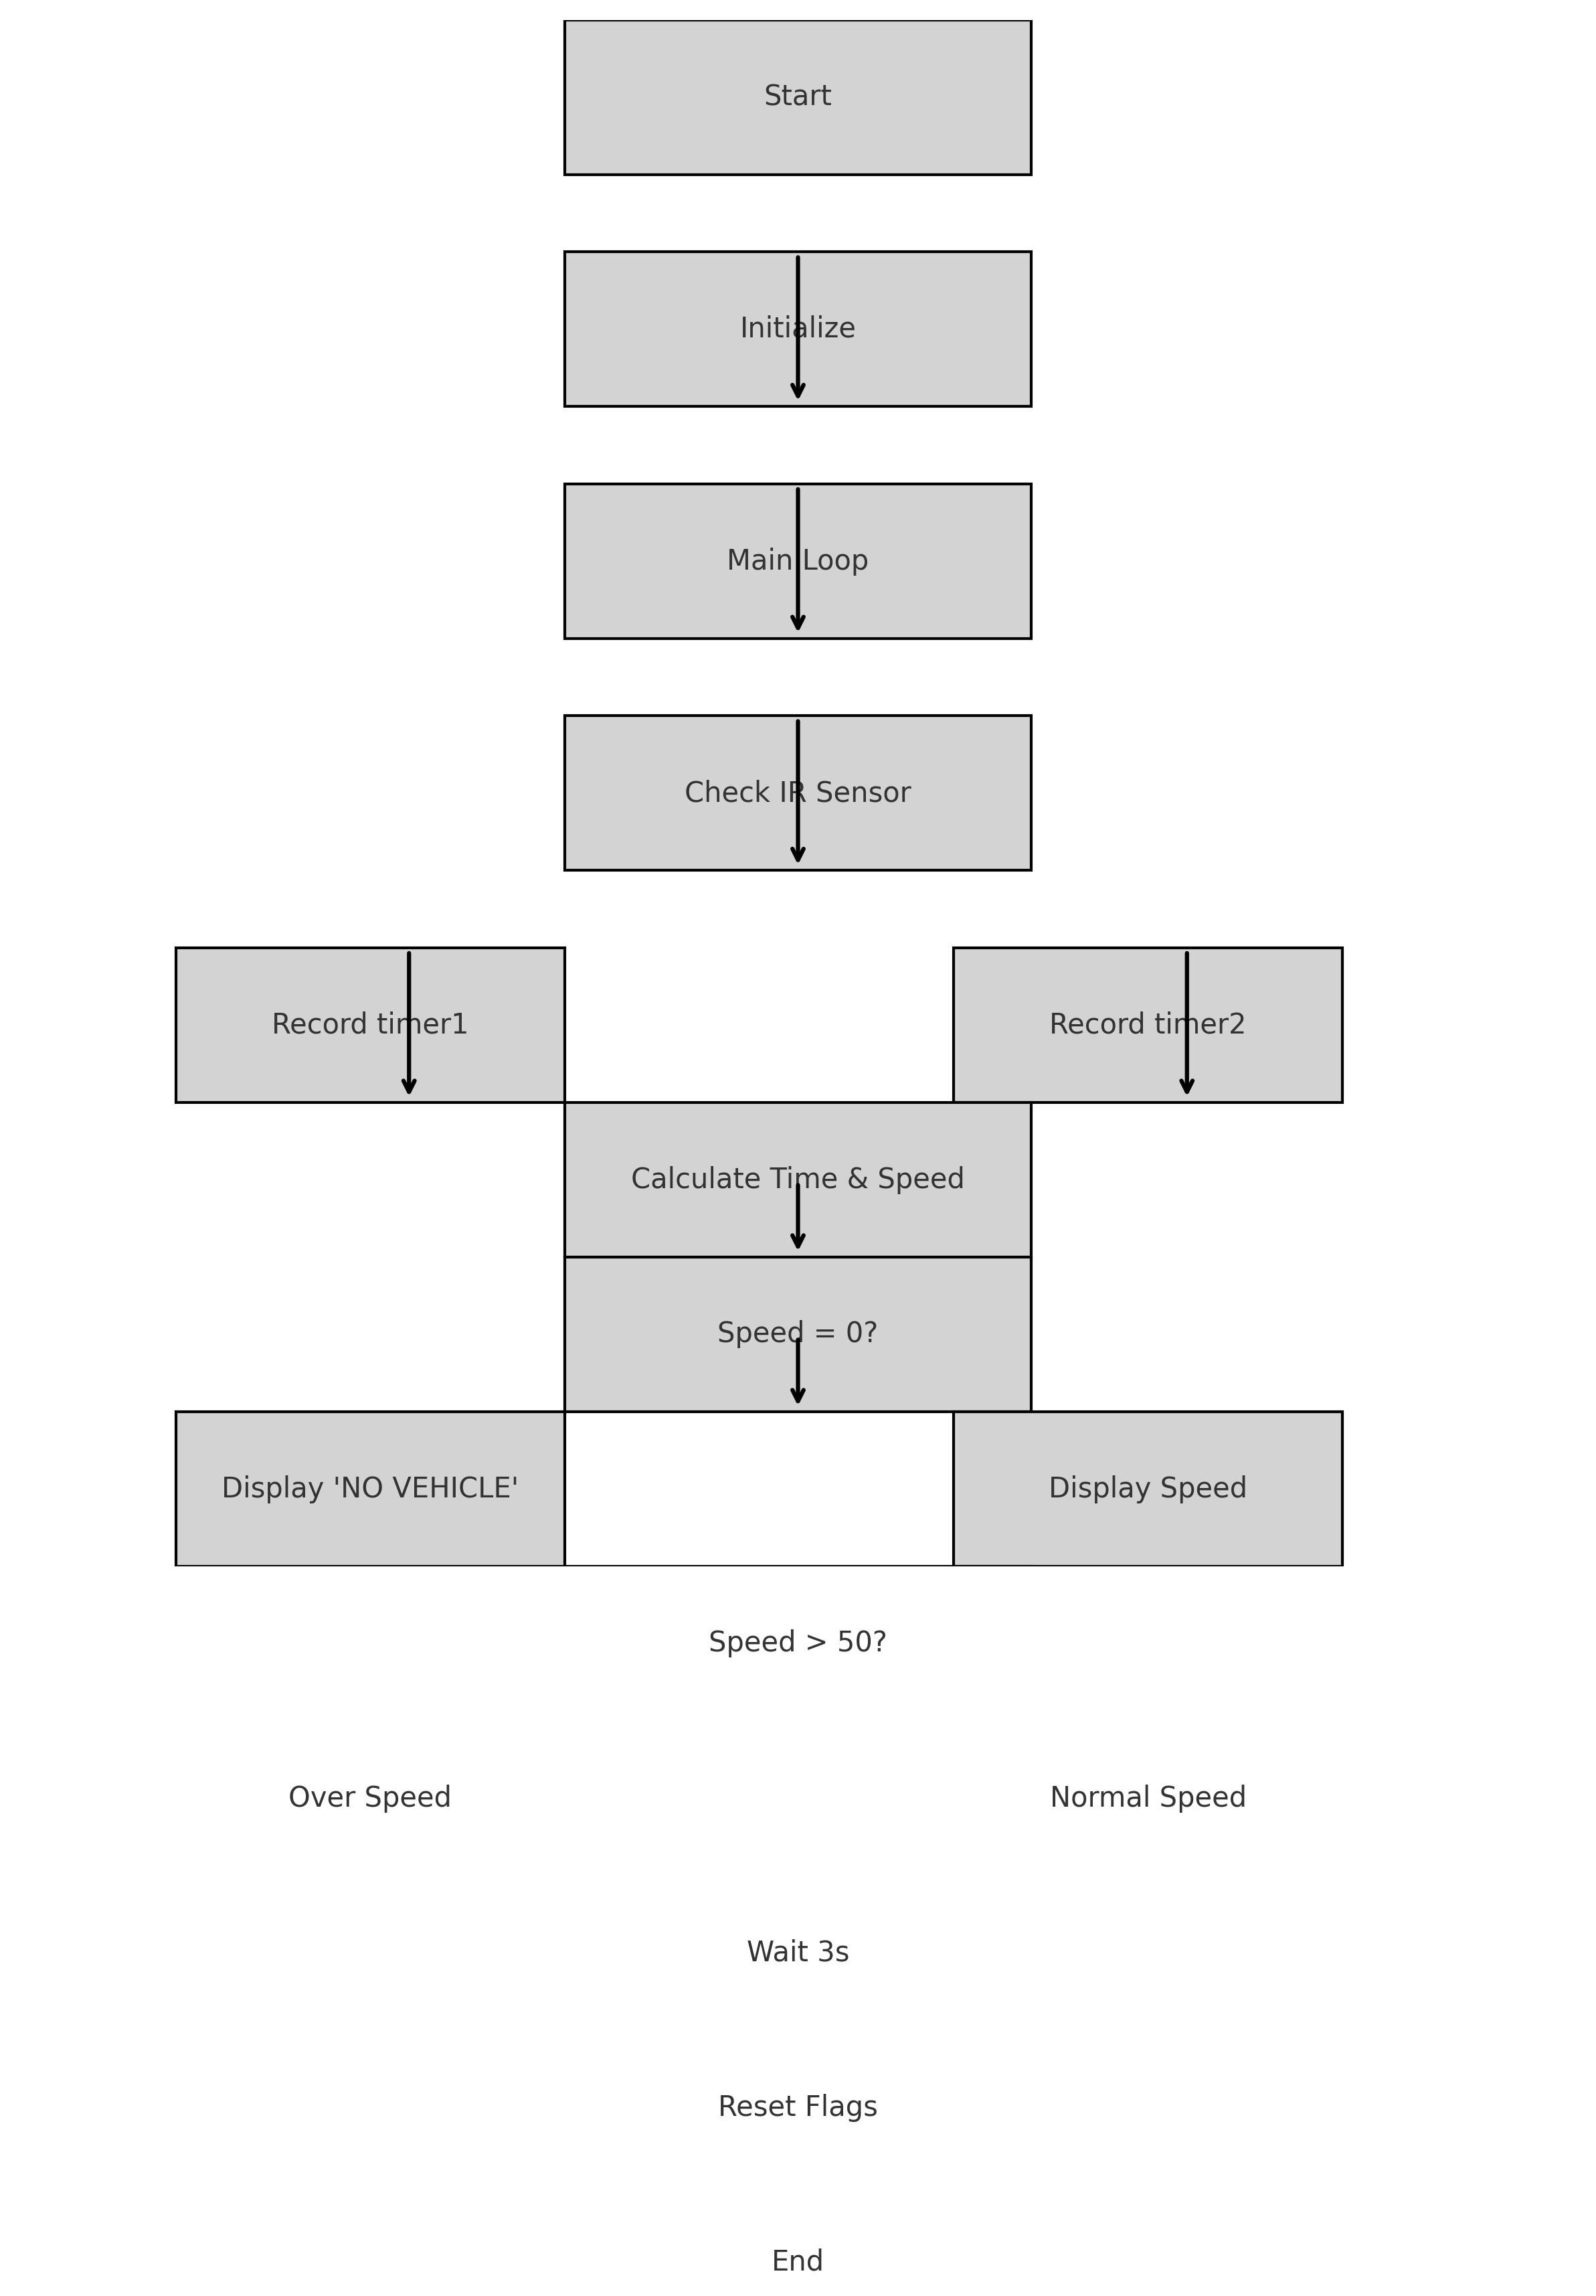 Start
Initialize
Main Loop
Check IR Sensor
Record timer1
Record timer2
Calculate Time & Speed
Speed = 0?
Display 'NO VEHICLE'
Display Speed
Speed > 50?
Over Speed
Normal Speed
Wait 3s
Reset Flags
End